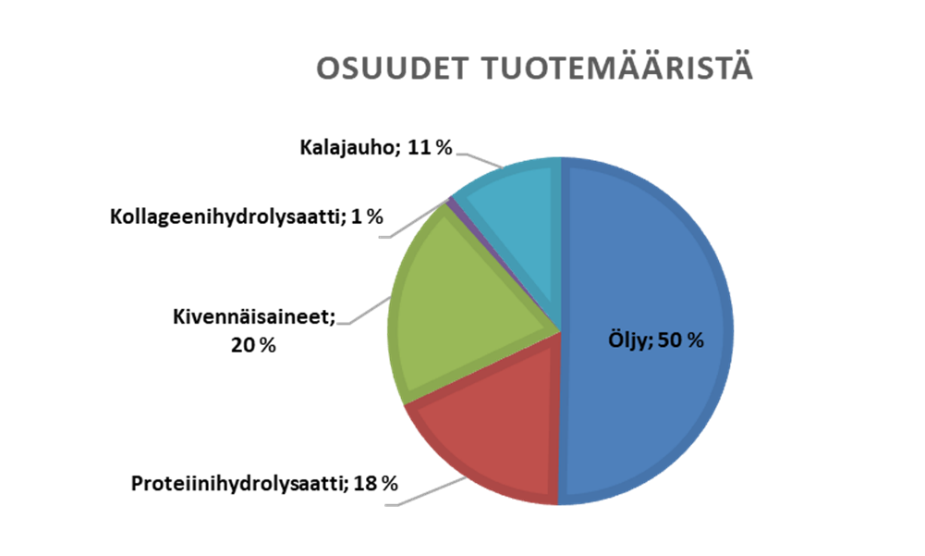 OSUUDET TUOTEMÄÄRISTÄ
Kalajauho; 11 %
Kollageenihydrolysaatti; 1 %
Kivennäisaineet;
20 %
Öljy; 50 %
Proteiinihydrolysaatti; 18 %